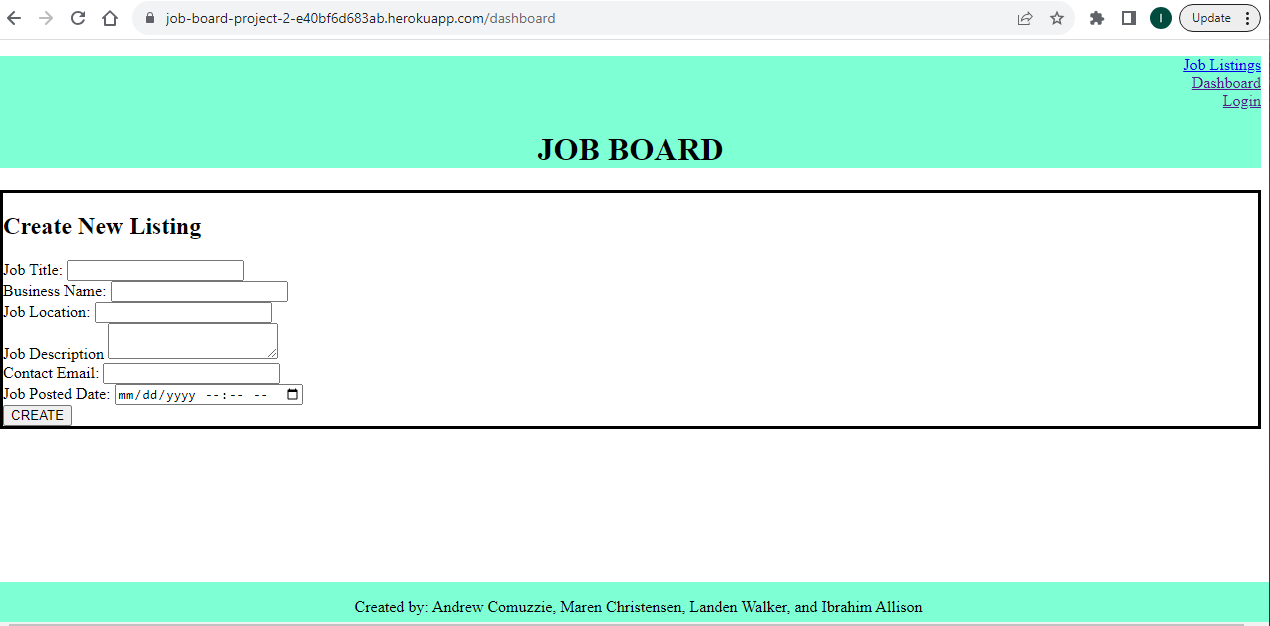 job-board-project-2-e40bf6d683ab.herokuapp.com/dashboard
I
Update
Job Listings
Dashboard
Login
JOB BOARD
Create New Listing
Job Title:
Business Name:
Job Location:
Job Description
Contact Email:
Job Posted Date: mm/dd/yyyy --:-- --
CREATE
Created by: Andrew Comuzzie, Maren Christensen, Landen Walker, and Ibrahim Allison